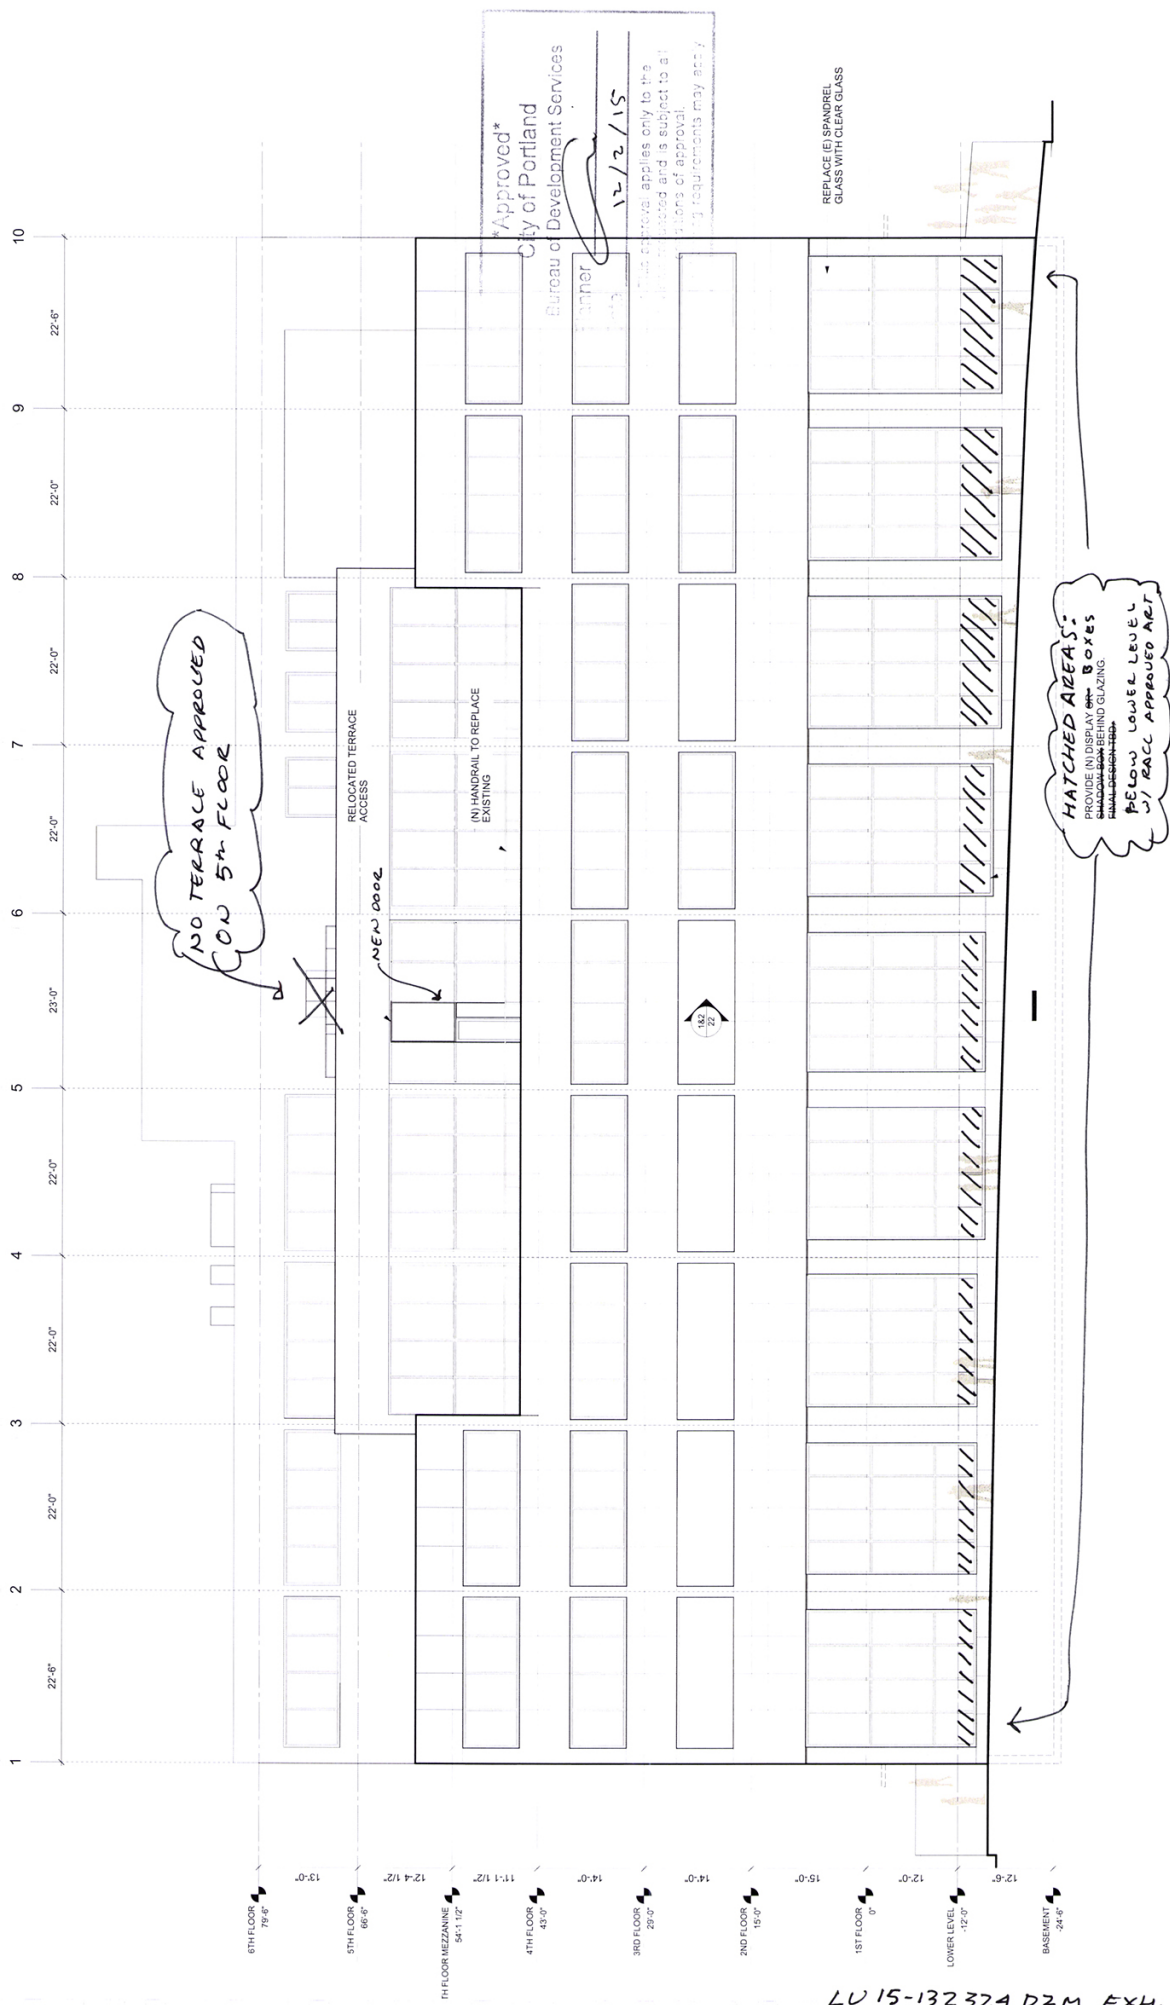 1
2
3
4
5
6
7
8
9
10
22'-6"
22'-0"
22'-0"
22'-0"
23'-0"
22'-0"
22'-0"
22'-0"
22'-6"
NO TERRACE APPROVED
ON 5TH FLOOR
RELOCATED TERRACE
ACCESS
NEW DOOR
(N) HANDRAIL TO REPLACE
EXISTING
1&2
22
*Approved*
City of Portland
Bureau of Development Services
Planner
12/2/15
approval applies only to the
and is subject to all
of approval.
requirements may apply
REPLACE (E) SPANDREL
GLASS WITH CLEAR GLASS
HATCHED AREAS:
PROVIDE (N) DISPLAY OR BOXES
SHADOW BOX BEHIND GLAZING.
FINAL DESIGN TBD.
BELOW LOWER LEVEL
W/ RACC APPROVED ART
6TH FLOOR
79'-6"
13'-0"
5TH FLOOR
66'-6"
12'-4 1/2"
TH FLOOR MEZZANINE
54'-1 1/2"
11'-1 1/2"
4TH FLOOR
43'-0"
14'-0"
3RD FLOOR
29'-0"
14'-0"
2ND FLOOR
15'-0"
15'-0"
1ST FLOOR
0"
12'-0"
LOWER LEVEL
-12'-0"
12'-6"
BASEMENT
-24'-6"
LU 15-132324 DZM EXH